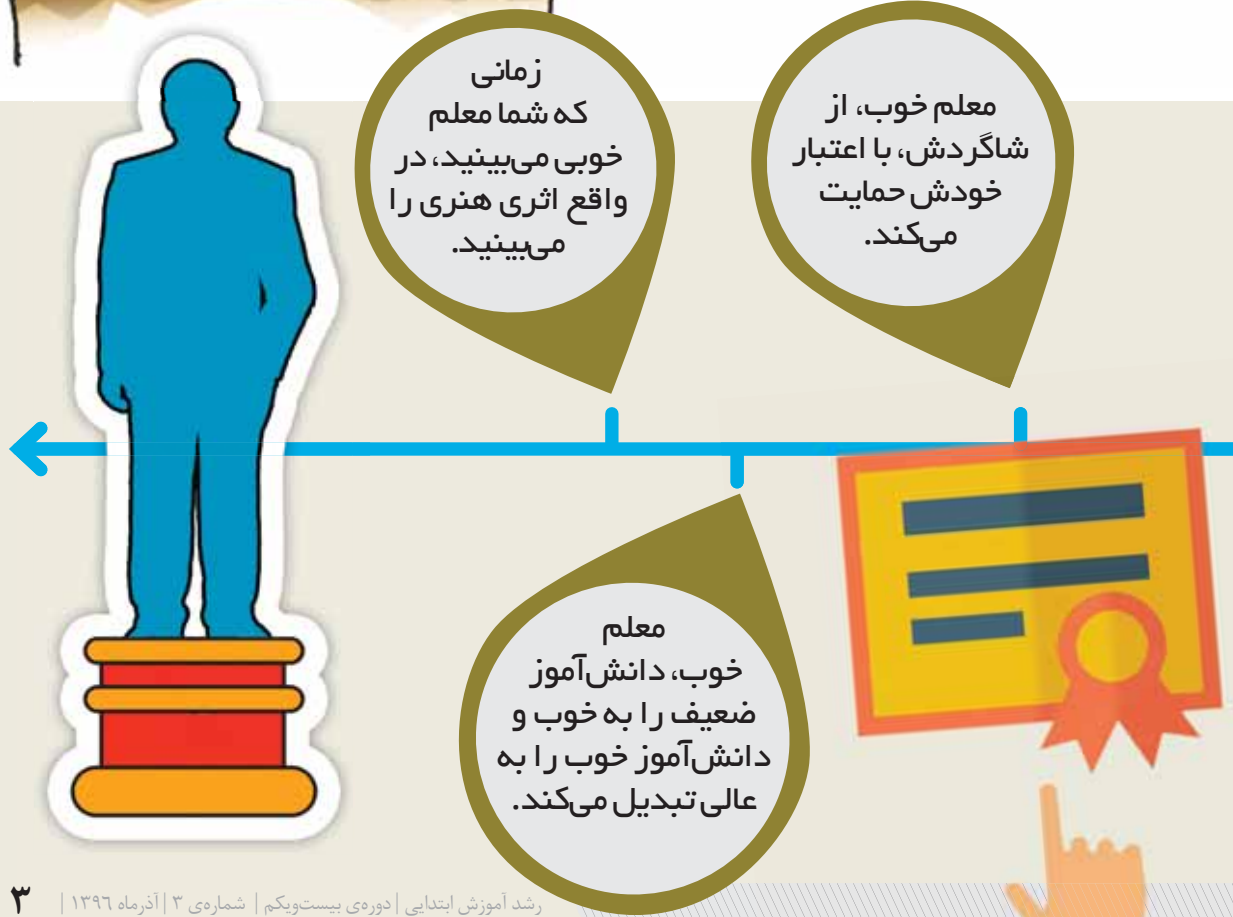 معلم خوب، از
شاگردش، با اعتبار
خودش حمایت
می‌کند.
زمانی
که شما معلم
خوبی می‌بینید، در
واقع اثری هنری را
می‌بینید.
معلم
خوب، دانش‌آموز
ضعیف را به خوب و
دانش‌آموز خوب را به
عالی تبدیل می‌کند.
رشد آموزش ابتدایی | دوره‌ی بیست‌ویکم | شماره‌ی ۳ | آذرماه ۱۳۹۶ | ۳